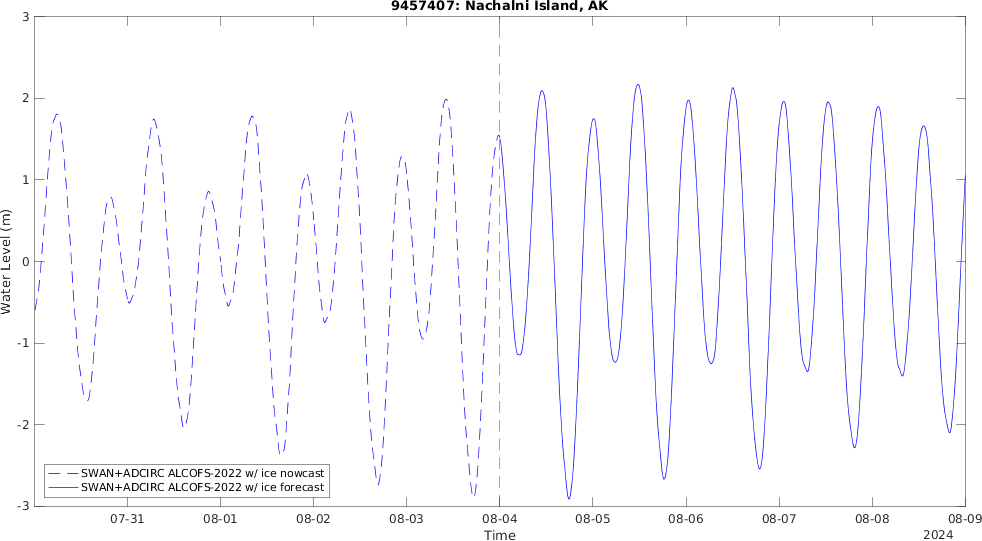 9457407: Nachalni Island, AK
3
2
1
0
-1
-2
-3
Water Level (m)
SWAN+ADCIRC ALCOFS-2022 w/ ice nowcast
SWAN+ADCIRC ALCOFS-2022 w/ ice forecast
07-31 08-01 08-02 08-03 08-04 08-05 08-06 08-07 08-08 08-09
Time
2024